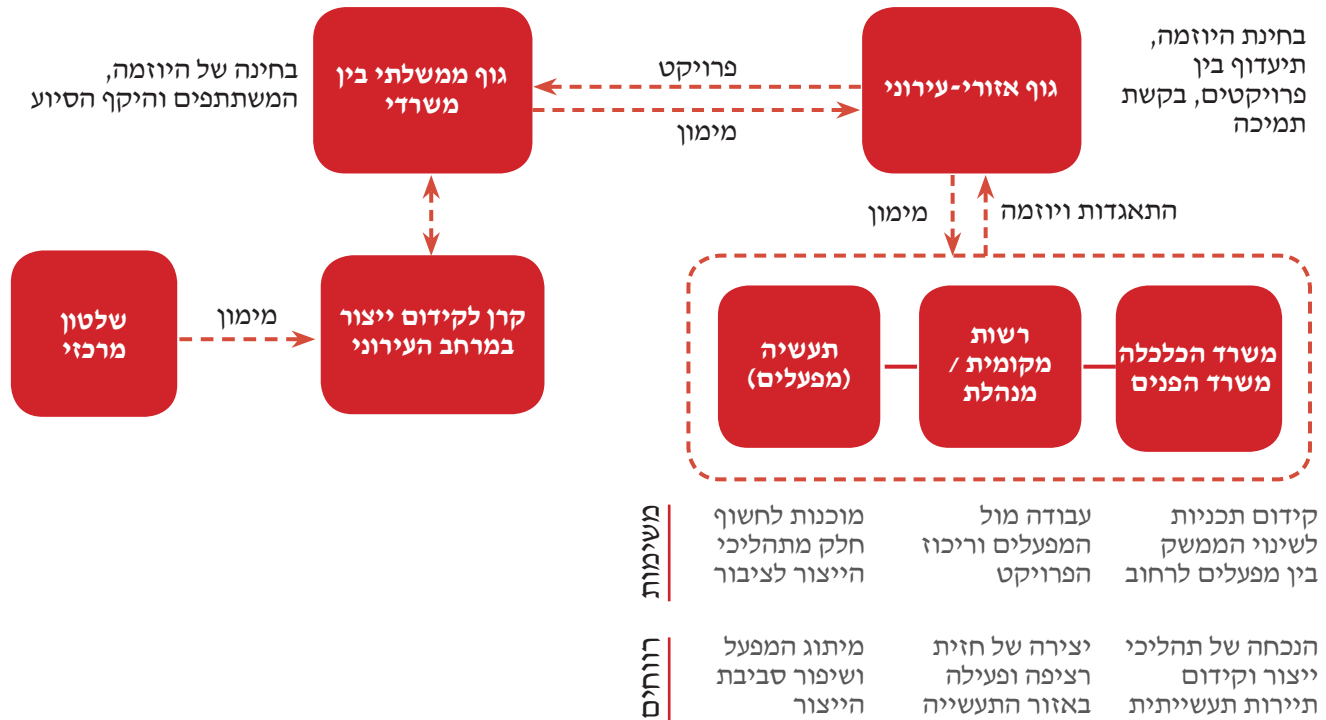 בחינת היוזמה,
תיעדוף בין
פרויקטים, בקשת
תמיכה
גוף אזורי-עירוני
פרויקט
מימון
גוף ממשלתי בין
משרדי
בחינה של היוזמה,
המשתתפים והיקף הסיוע
התאגדות ויוזמה
מימון
משרד הכלכלה
משרד הפנים
רשות
מקומית /
מנהלת
תעשיה
(מפעלים)
קרן לקידום ייצור
במרחב העירוני
מימון
שלטון
מרכזי
קידום תכניות
לשינוי הממשק
בין מפעלים לרחוב
עבודה מול
המפעלים וריכוז
הפרויקט
מוכנות לחשוף
חלק מתהליכי
הייצור לציבור
משימות
הנכחה של תהליכי
ייצור וקידום
תיירות תעשייתית
יצירה של חזית
רציפה ופעילה
באזור התעשייה
מיתוג המפעל
ושיפור סביבת
הייצור
רווחים